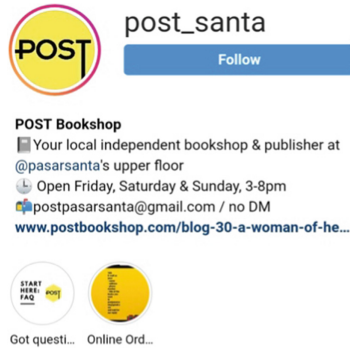 POST
post_santa
Follow
POST Bookshop
Your local independent bookshop & publisher at
@pasarsanta's upper floor
Open Friday, Saturday & Sunday, 3-8pm
postpasarsanta@gmail.com / no DM
www.postbookshop.com/blog-30-a-woman-of-he...
START
HERE:
FAQ
POST
Got questi...
Online Ord...